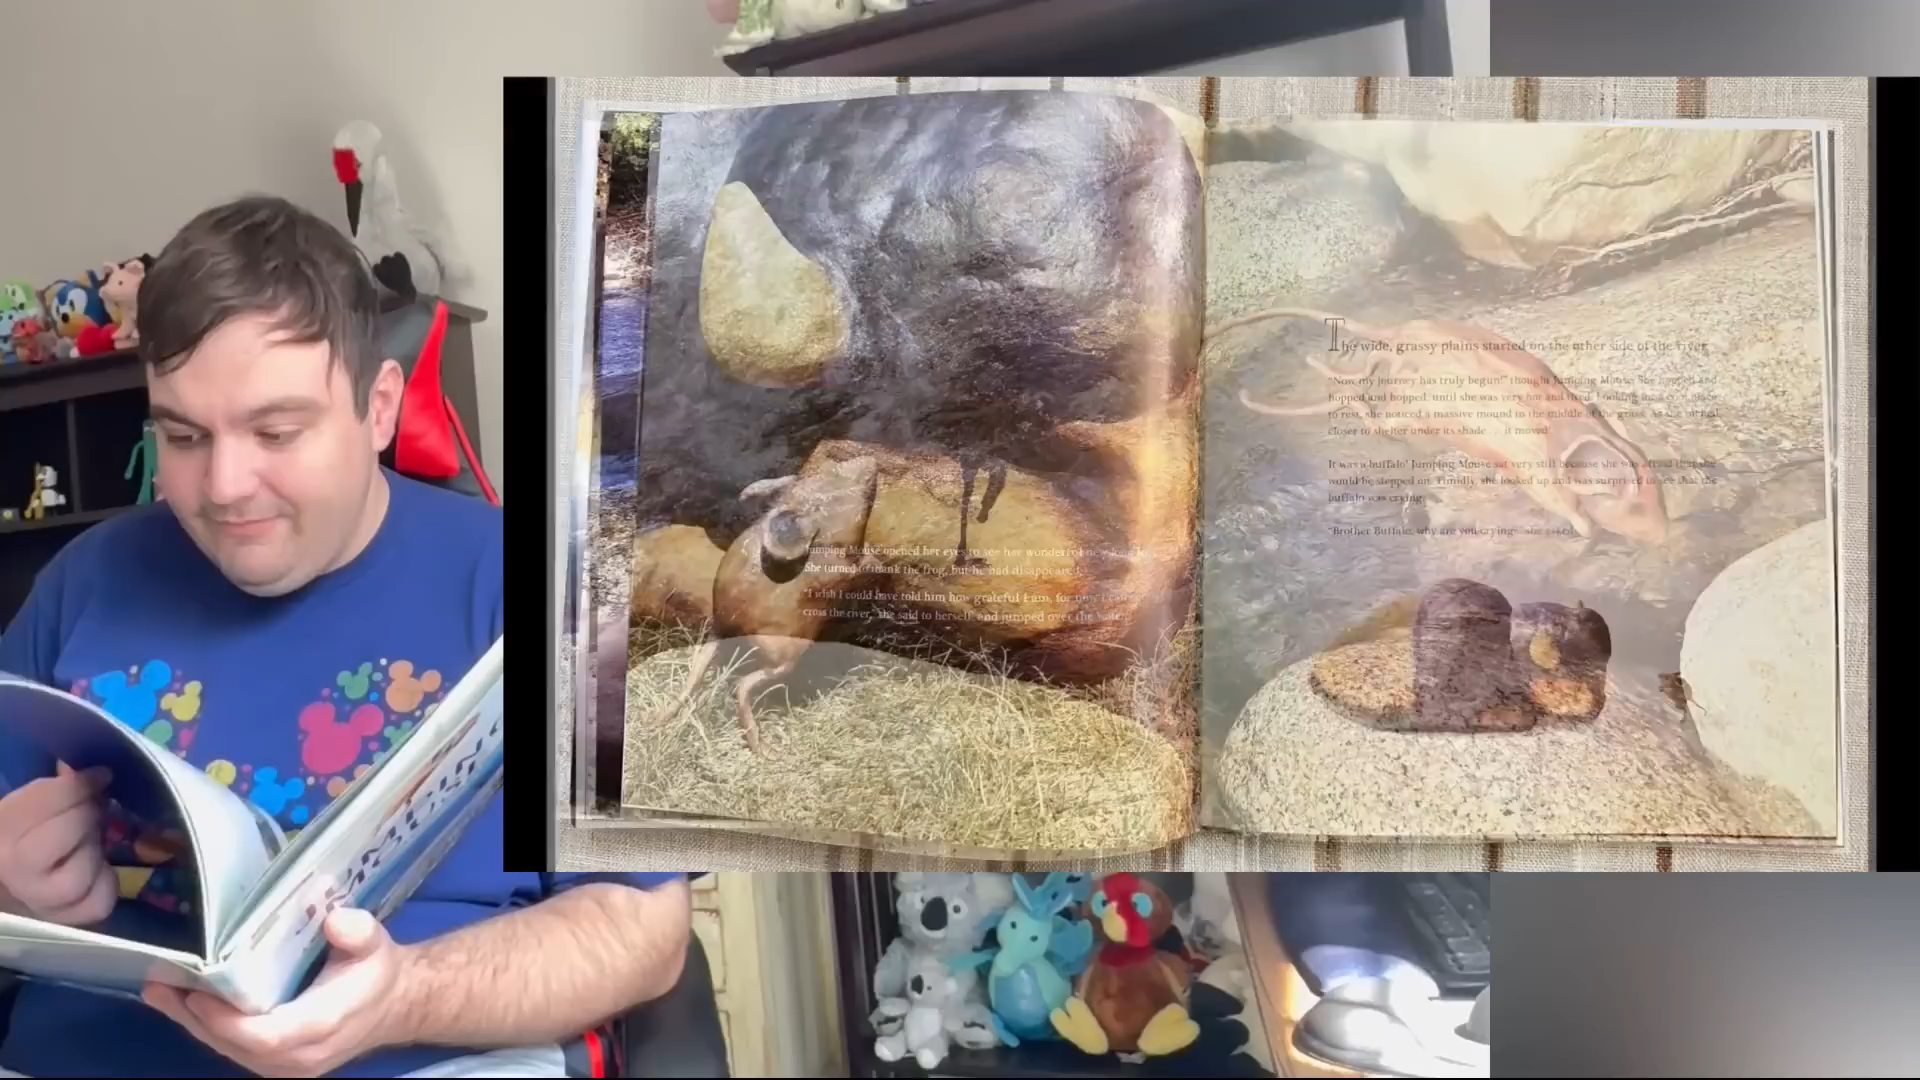 Jumping Mouse opened her eyes to see her wonderful new
She turned to thank the frog, but he had disappeared.
"I wish I could have told him how grateful I am, for now I can
cross the river," she said to herself and jumped over the water.
The wide, grassy plains started on the other side of the river.
"Now my journey has truly begun!" thought Jumping Mouse. She hopped and
hopped and hopped, until she was very hot and tired. Looking for a cool place
to rest, she noticed a massive mound in the middle of the grass. As she moved
closer to shelter under its shade . . . it moved!
It was a buffalo! Jumping Mouse sat very still because she was afraid that she
would be stepped on. Timidly, she looked up and was surprised to see that the
buffalo was crying.
"Brother Buffalo, why are you crying?" she asked.
JUMPING
MOUSE